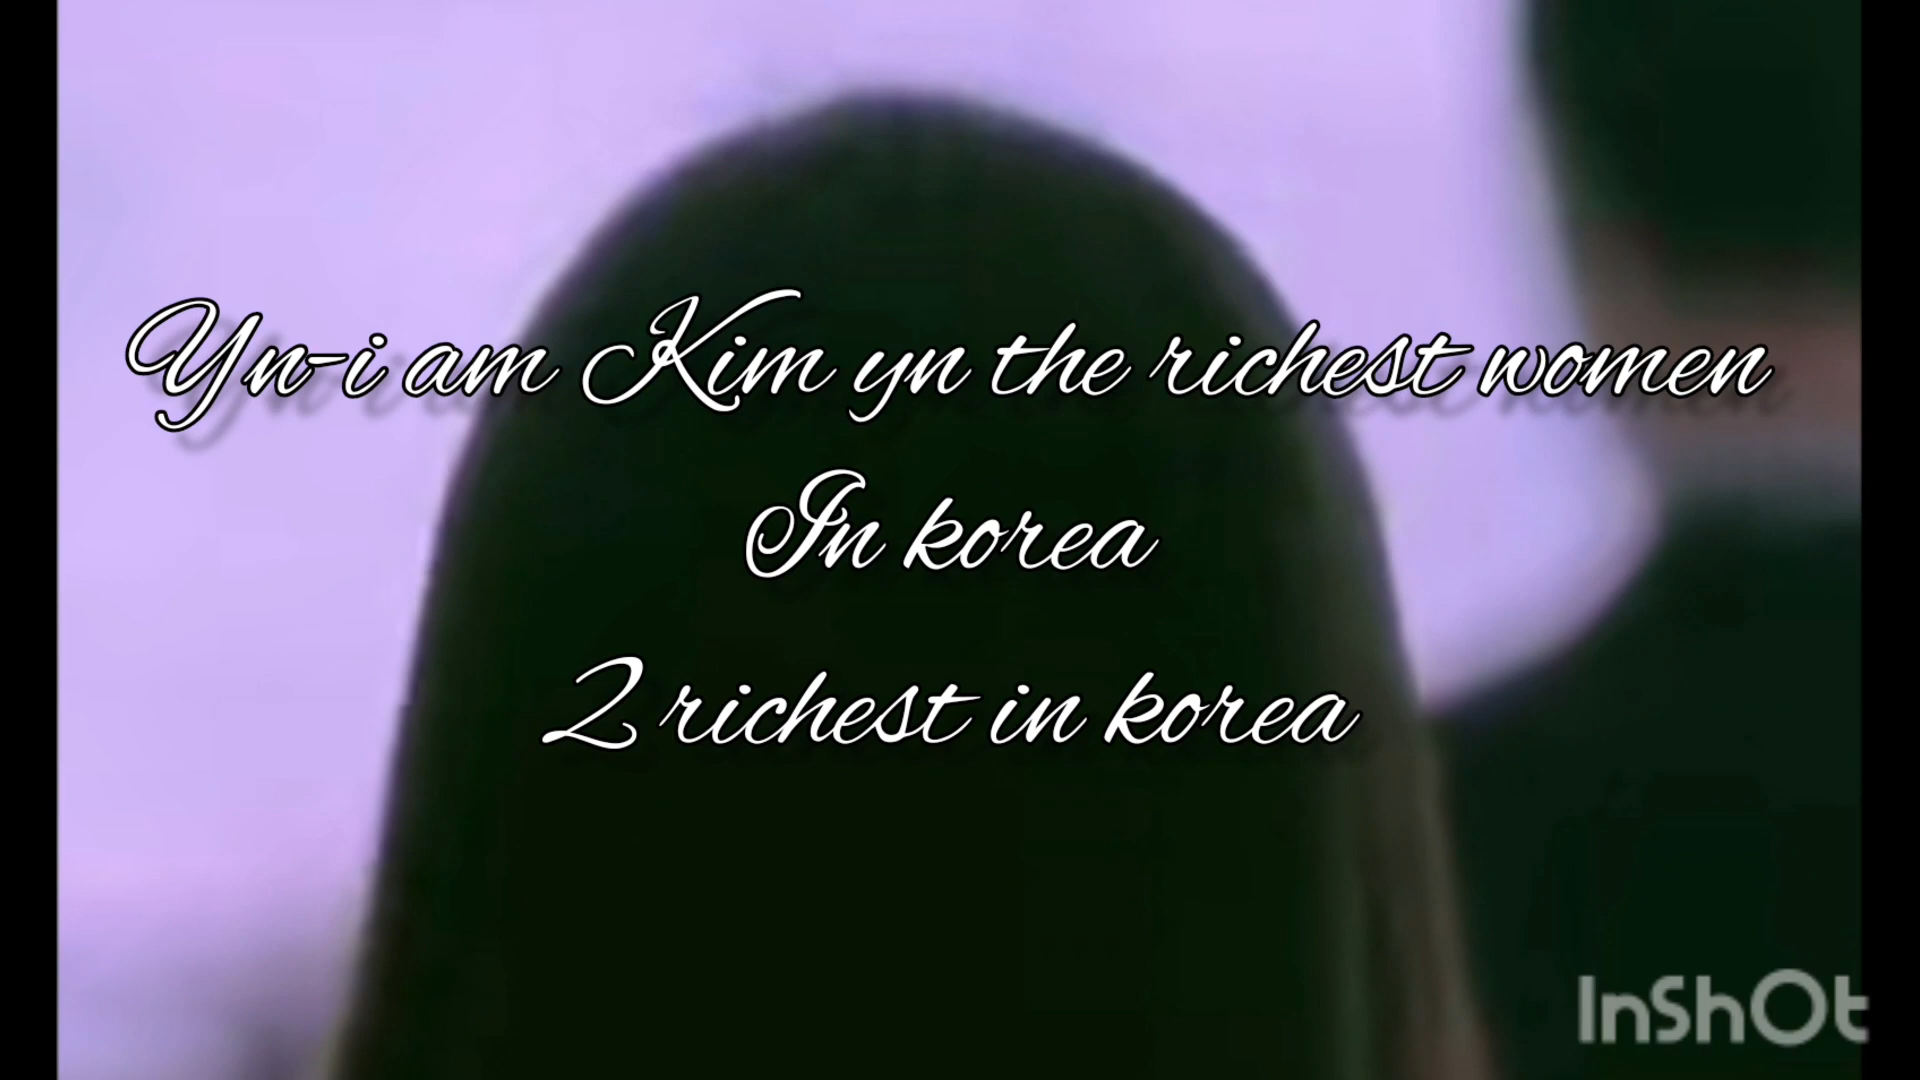 Yn-i am Kim yn the richest women
In korea
2 richest in korea
InShOt